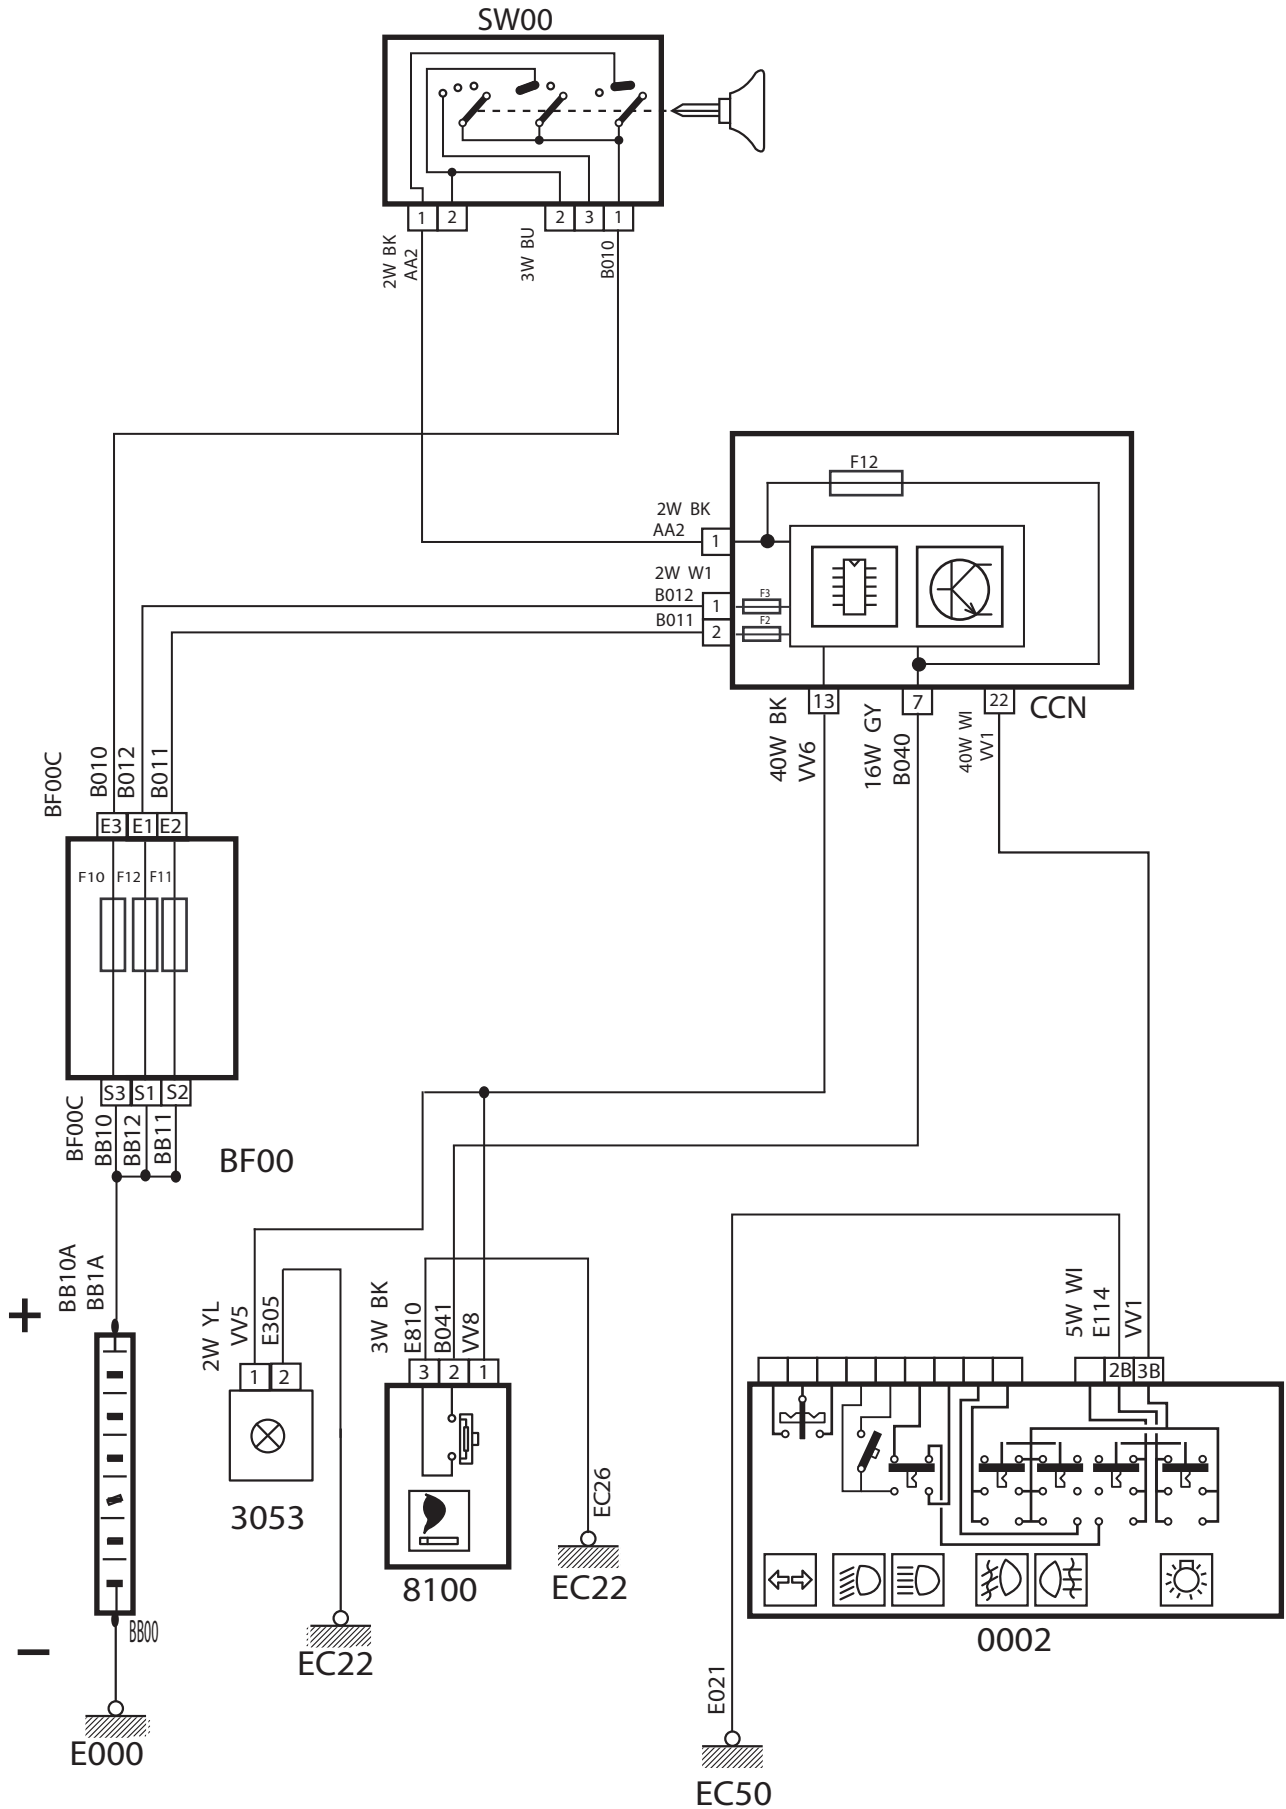 SW00
1 2 2 3 1
2W BK
AA2
3W BU
B010
F12
2W BK
AA2
1
2W W1
B012
1
F3
B011
2
F2
13 7 22
CCN
40W BK
VV6
16W GY
B040
40W WI
VV1
BF00C
B010
B012
B011
E3 E1 E2
F10 F12 F11
S3 S1 S2
BF00C
BB10
BB12
BB11
BF00
BB10A
BB1A
+
2W YL
VV5
E305
1 2
3053
3W BK
E810
B041
VV8
3 2 1
8100
5W WI
E114
VV1
2B 3B
0002
EC26
EC22
EC22
BB00
–
E000
E021
EC50